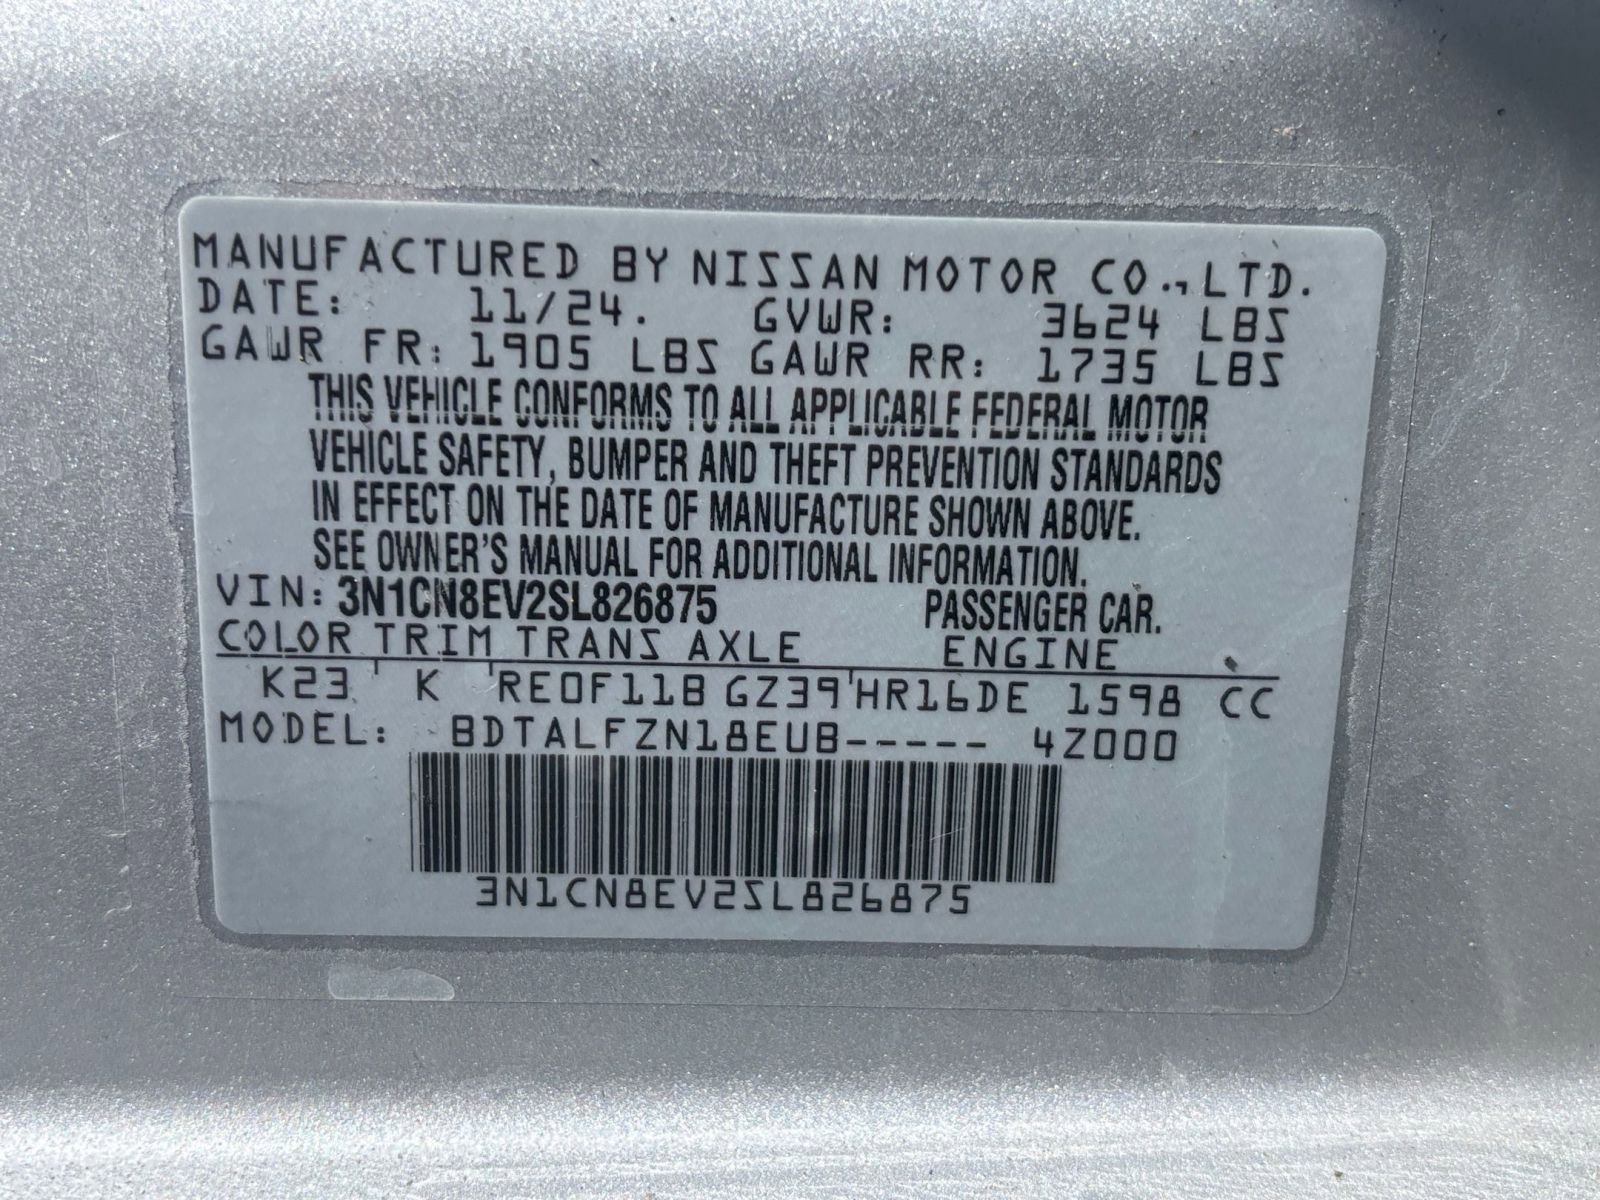 MANUFACTURED BY NISSAN MOTOR CO., LTD.
DATE: 11/24. GVWR: 3624 LBS
GAWR FR: 1905 LBS GAWR RR: 1735 LBS
THIS VEHICLE CONFORMS TO ALL APPLICABLE FEDERAL MOTOR
VEHICLE SAFETY, BUMPER AND THEFT PREVENTION STANDARDS
IN EFFECT ON THE DATE OF MANUFACTURE SHOWN ABOVE.
SEE OWNER'S MANUAL FOR ADDITIONAL INFORMATION.
VIN: 3N1CN8EV2SL826875 PASSENGER CAR.
COLOR TRIM TRANS AXLE ENGINE
K23 K RE0F11B GZ39 HR16DE 1598 CC
MODEL: BDTALFZN18EUB----- 4Z000
3N1CN8EV2SL826875